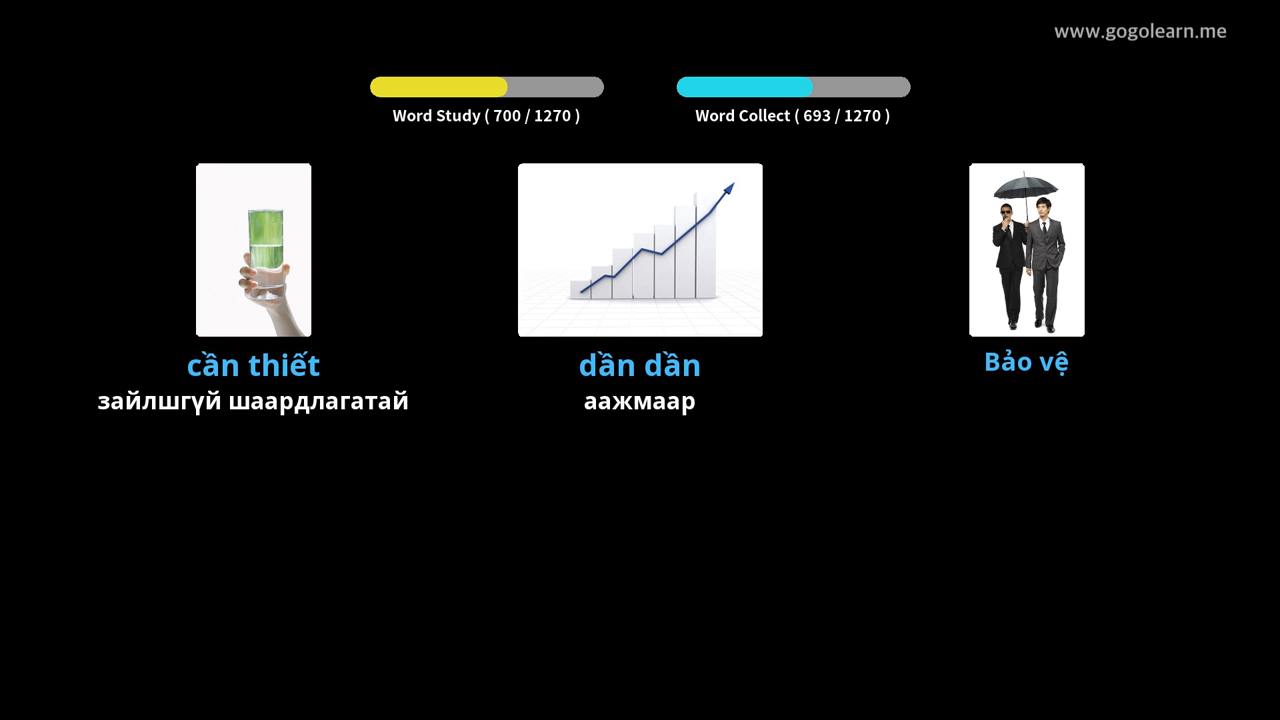 www.gogolearn.me
Word Study ( 700 / 1270 )
Word Collect ( 693 / 1270 )
cần thiết
зайлшгүй шаардлагатай
dần dần
аажмаар
Bảo vệ